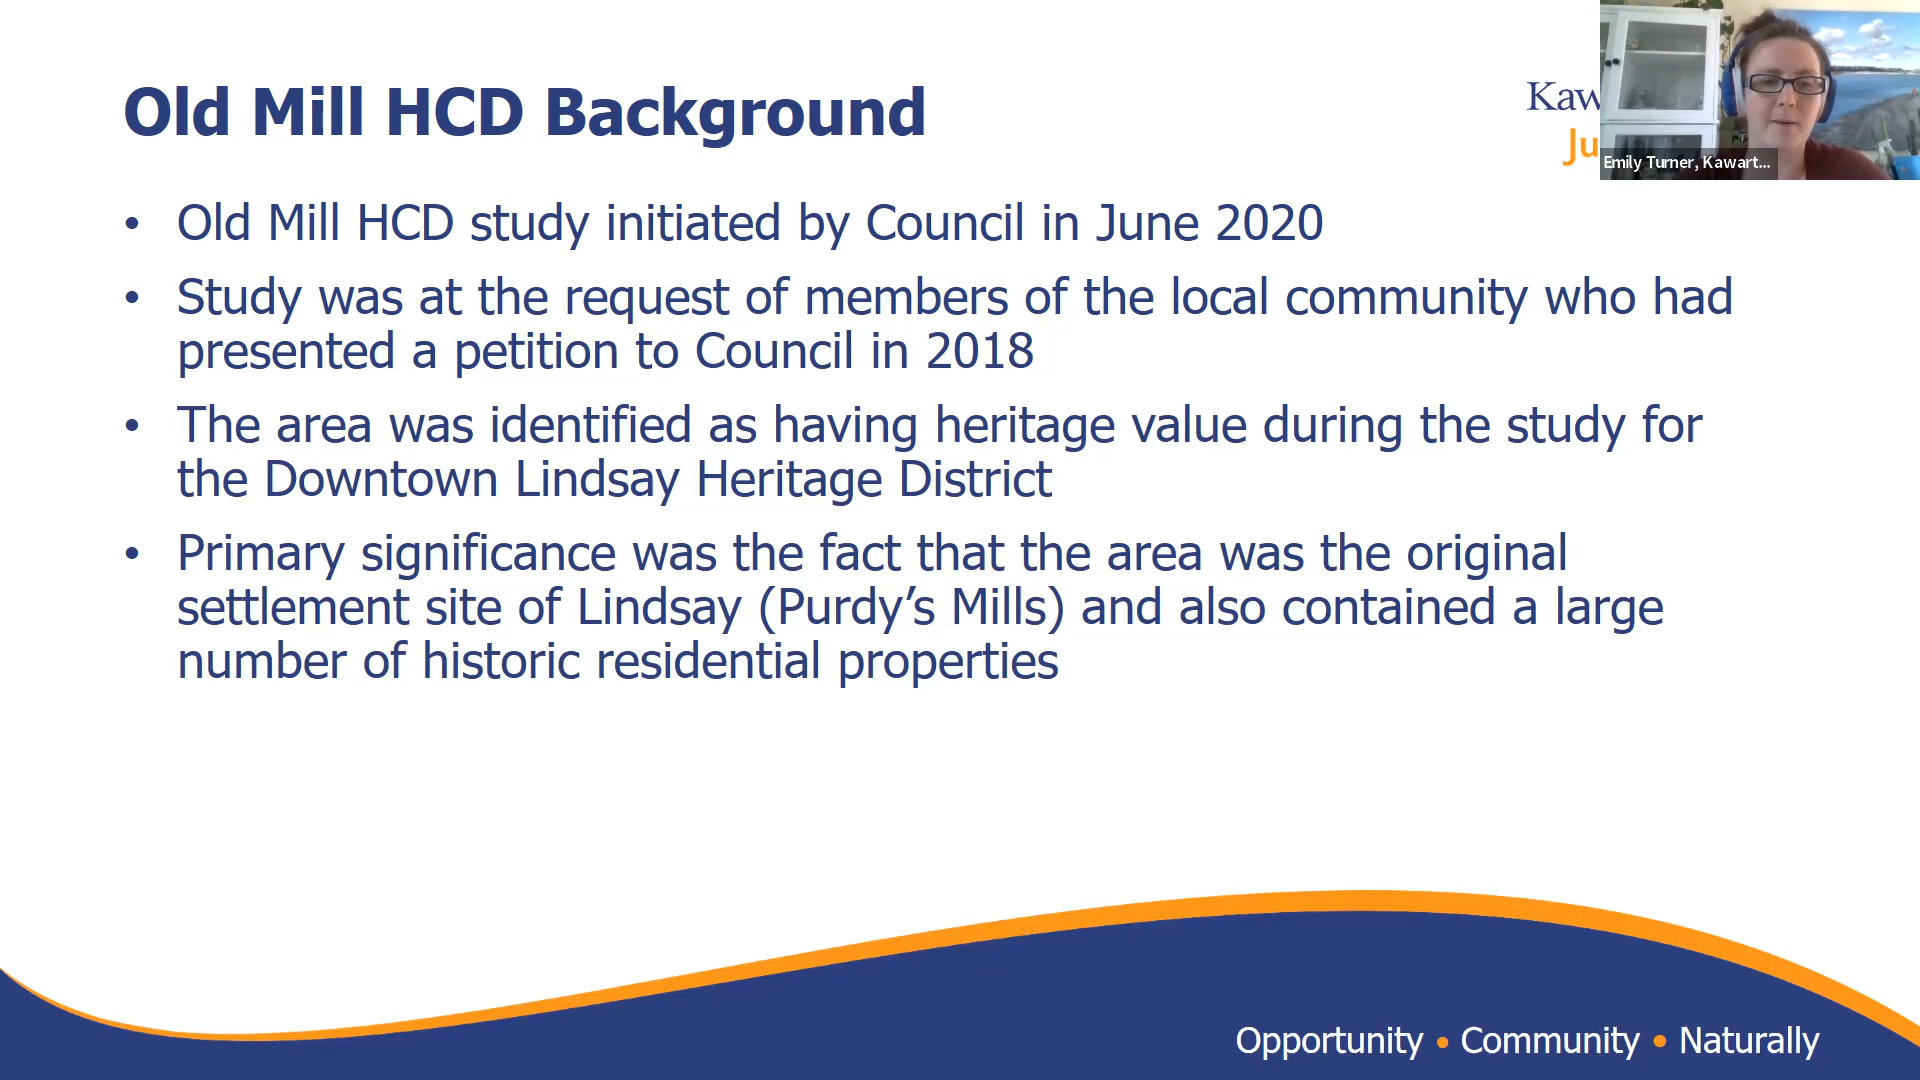 Old Mill HCD Background
Kaw
Ju
Emily Turner, Kawart...
• Old Mill HCD study initiated by Council in June 2020
• Study was at the request of members of the local community who had
presented a petition to Council in 2018
• The area was identified as having heritage value during the study for
the Downtown Lindsay Heritage District
• Primary significance was the fact that the area was the original
settlement site of Lindsay (Purdy’s Mills) and also contained a large
number of historic residential properties
Opportunity • Community • Naturally